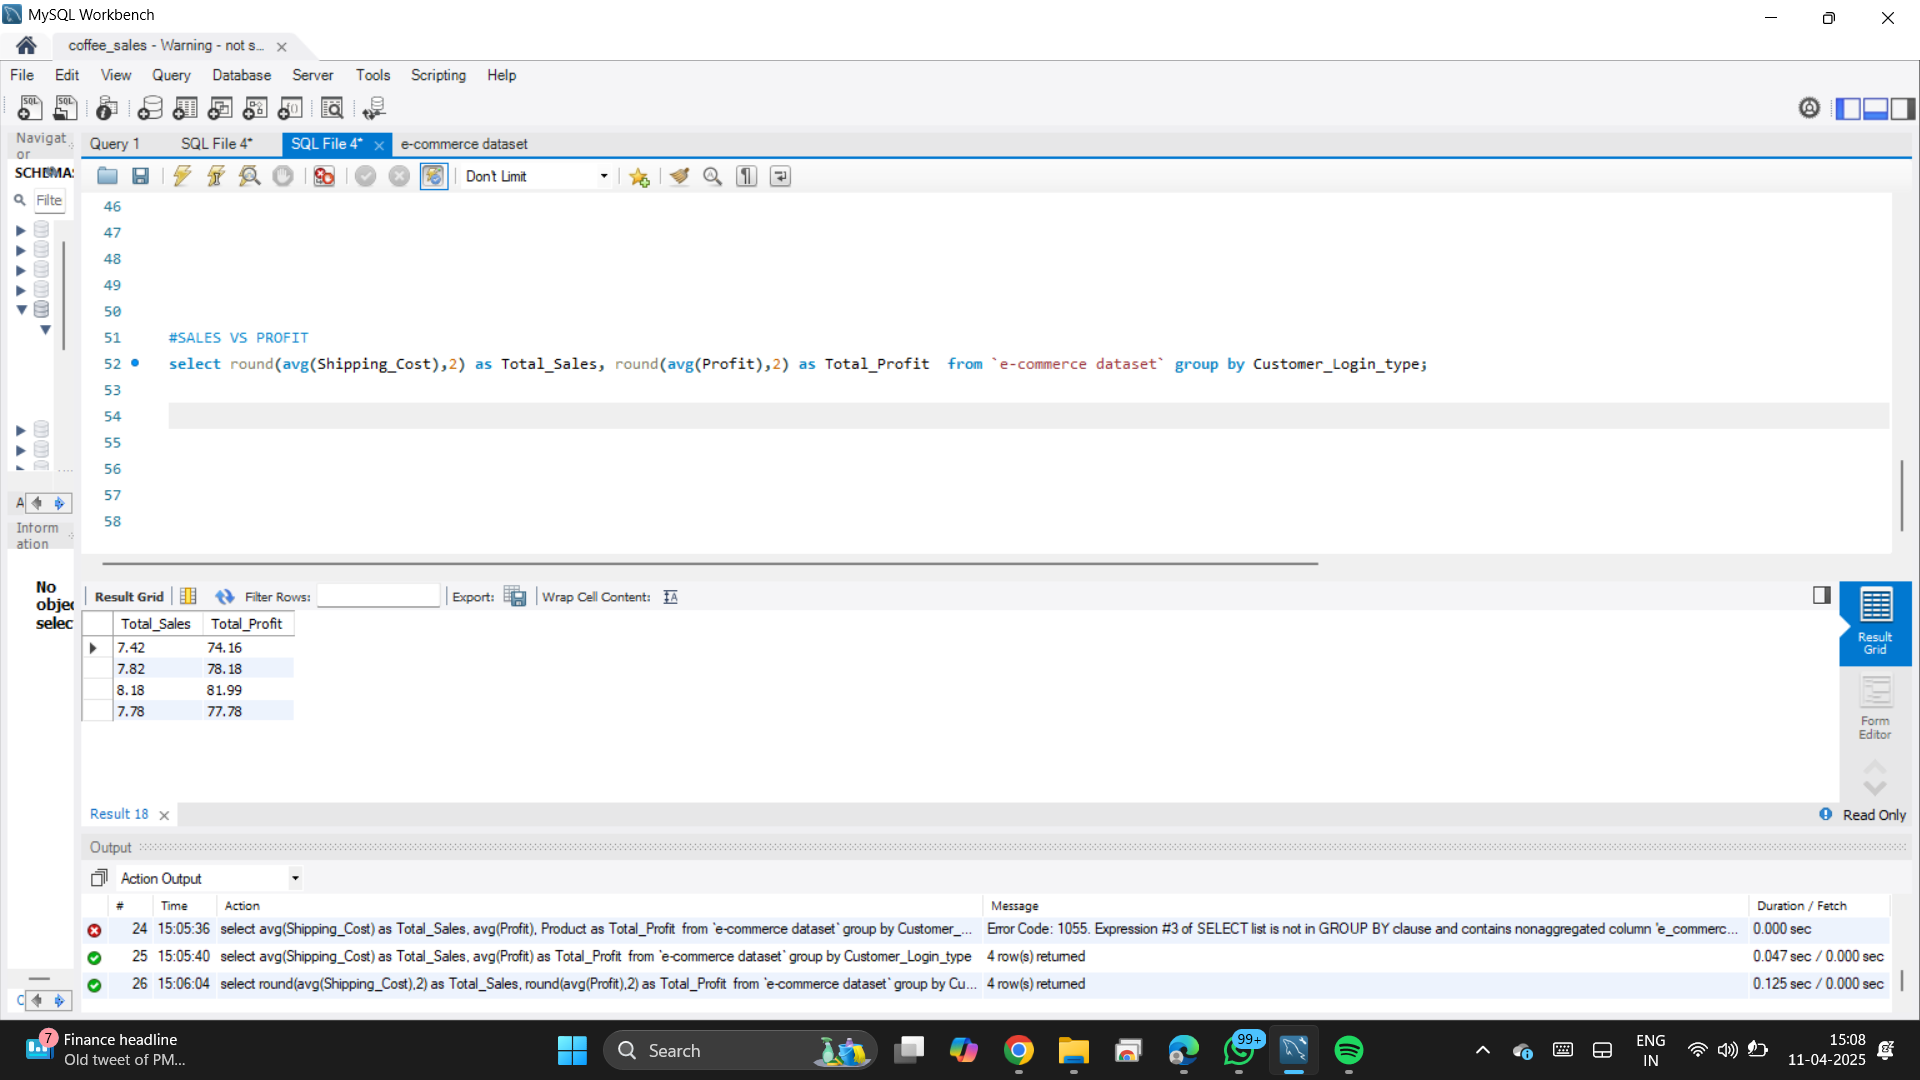 MySQL Workbench
coffee_sales - Warning - not s...
File Edit View Query Database Server Tools Scripting Help
Navigat
or
Query 1 SQL File 4* SQL File 4* e-commerce dataset
SCHEMAS
Don't Limit
Filte
46
47
48
49
50
51 #SALES VS PROFIT
52 select round(avg(Shipping_Cost),2) as Total_Sales, round(avg(Profit),2) as Total_Profit from `e-commerce dataset` group by Customer_Login_type;
53
54
55
56
57
58
A
Inform
ation
No
objec
selec
Result Grid Filter Rows: Export: Wrap Cell Content:
Total_Sales Total_Profit
7.42 74.16
7.82 78.18
8.18 81.99
7.78 77.78
Result
Grid
Form
Editor
Result 18
Read Only
Output
Action Output
# Time Action Message Duration / Fetch
24 15:05:36 select avg(Shipping_Cost) as Total_Sales, avg(Profit), Product as Total_Profit from `e-commerce dataset` group by Customer_... Error Code: 1055. Expression #3 of SELECT list is not in GROUP BY clause and contains nonaggregated column 'e_commerc... 0.000 sec
25 15:05:40 select avg(Shipping_Cost) as Total_Sales, avg(Profit) as Total_Profit from `e-commerce dataset` group by Customer_Login_type 4 row(s) returned 0.047 sec / 0.000 sec
26 15:06:04 select round(avg(Shipping_Cost),2) as Total_Sales, round(avg(Profit),2) as Total_Profit from `e-commerce dataset` group by Cu... 4 row(s) returned 0.125 sec / 0.000 sec
7
Finance headline
Old tweet of PM...
Search
99+
ENG
IN
15:08
11-04-2025